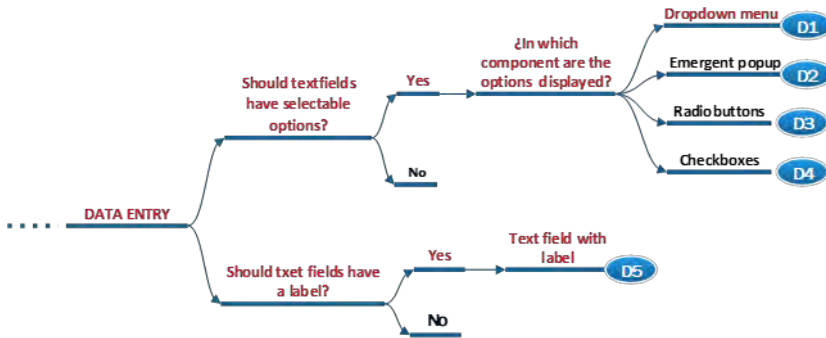 Dropdown menu
D1
¿In which
component are the
options displayed?
Emergent popup
D2
Should textfields
have selectable
options?
Yes
Radio buttons
D3
No
Checkboxes
D4
DATA ENTRY
Should txet fields have
a label?
Yes
Text field with
label
D5
No